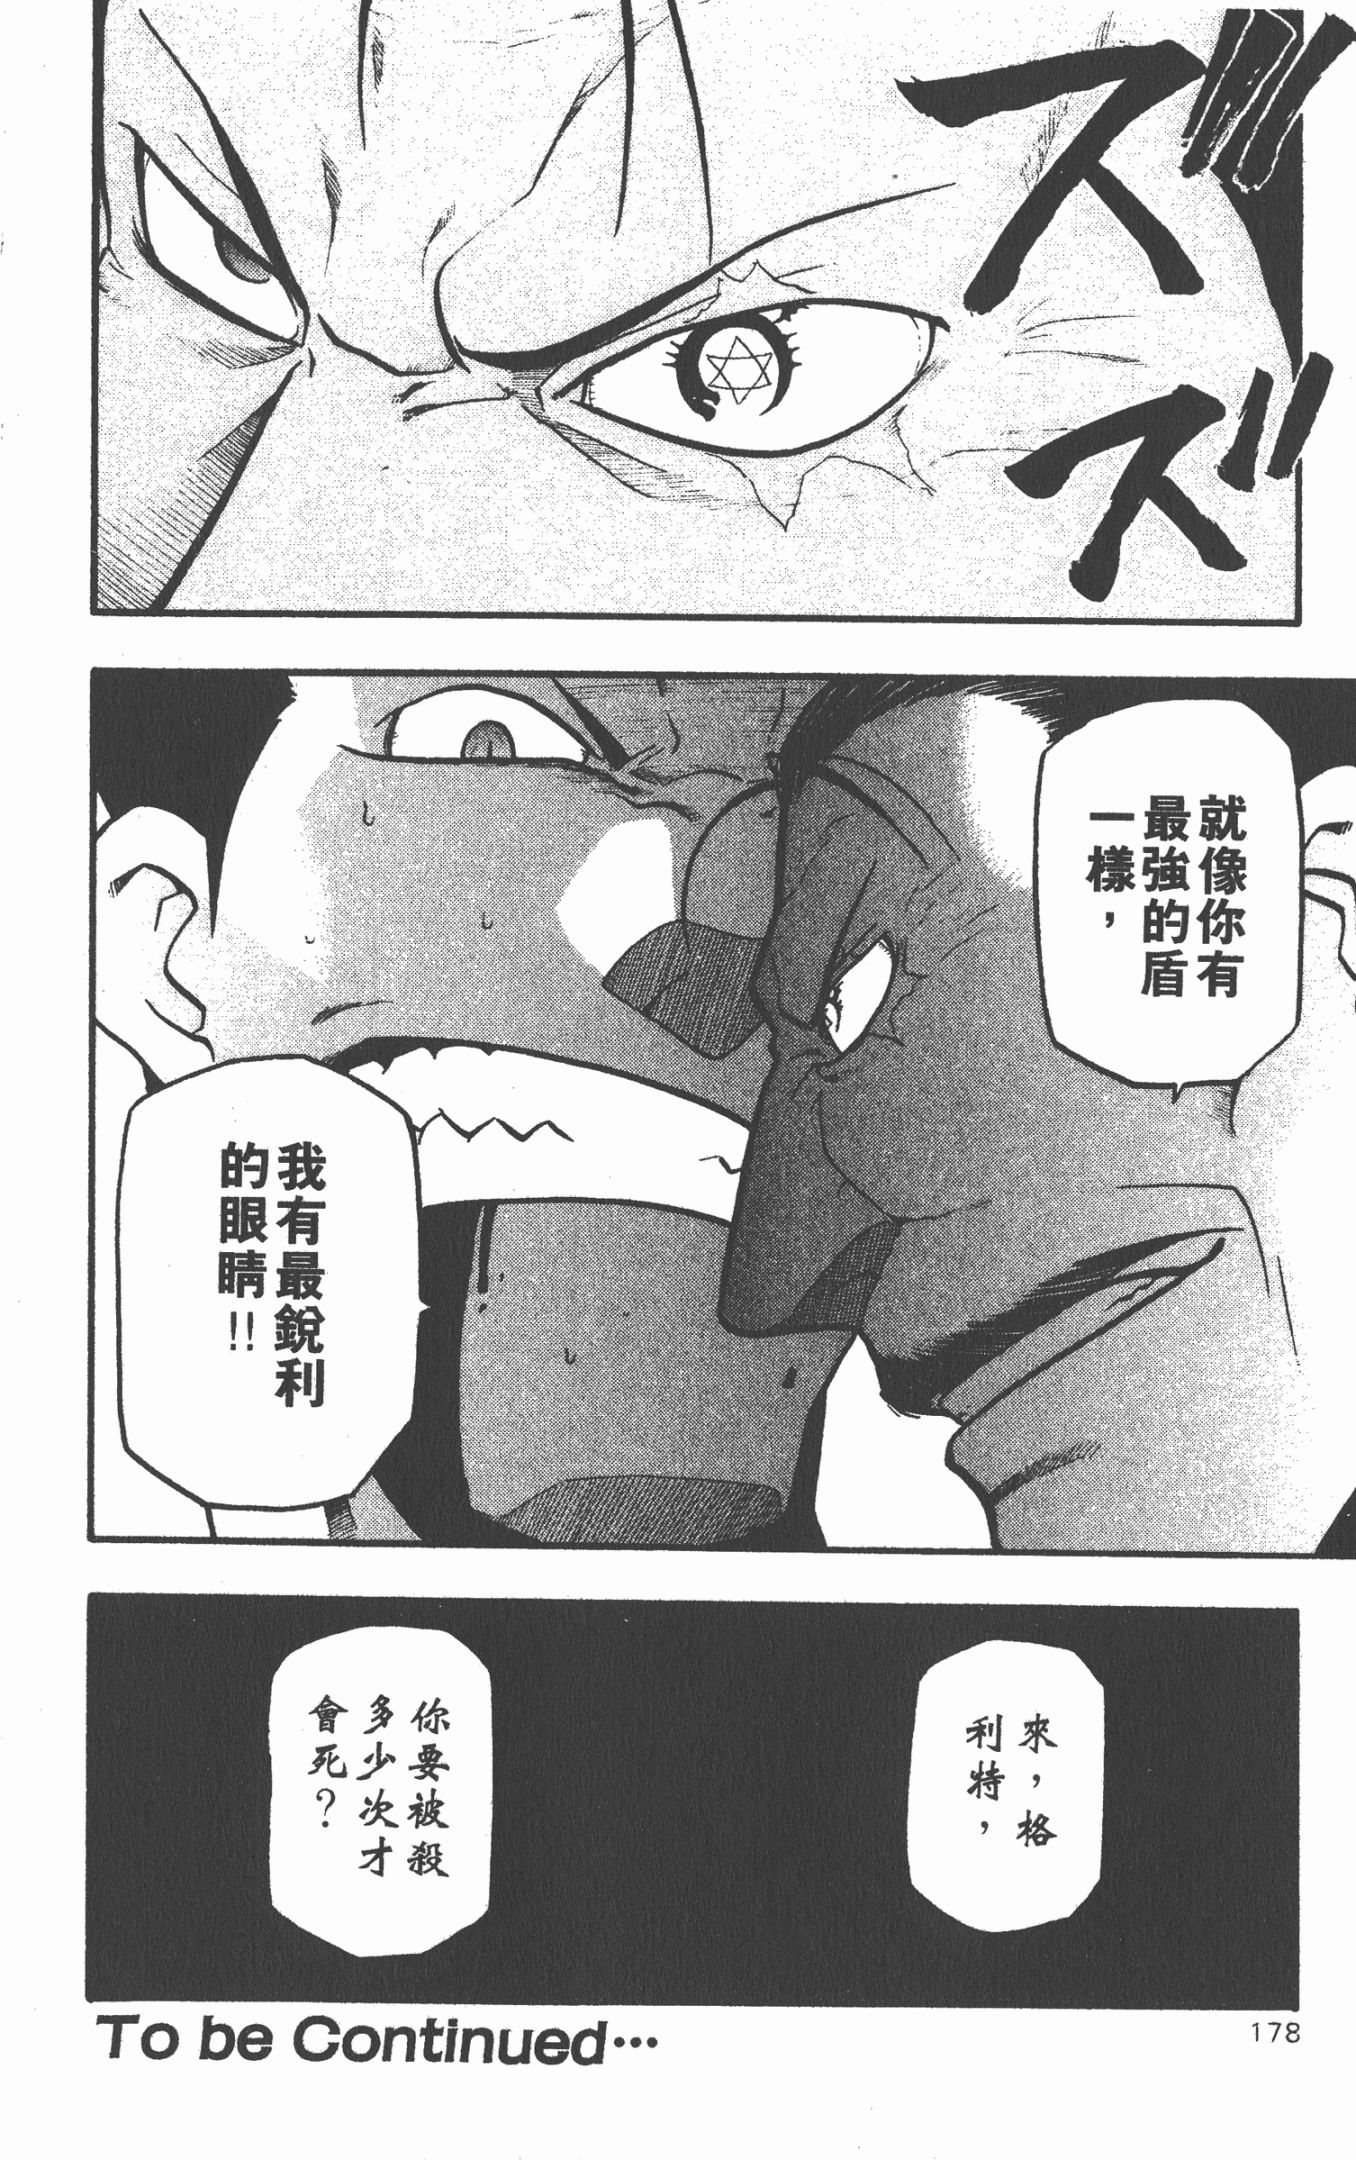 ズズ
就像你有
最強的盾
一樣，
我有最銳利
的眼睛!!
來，格
利特，
你要被殺
多少次才
會死？
To be Continued…
178